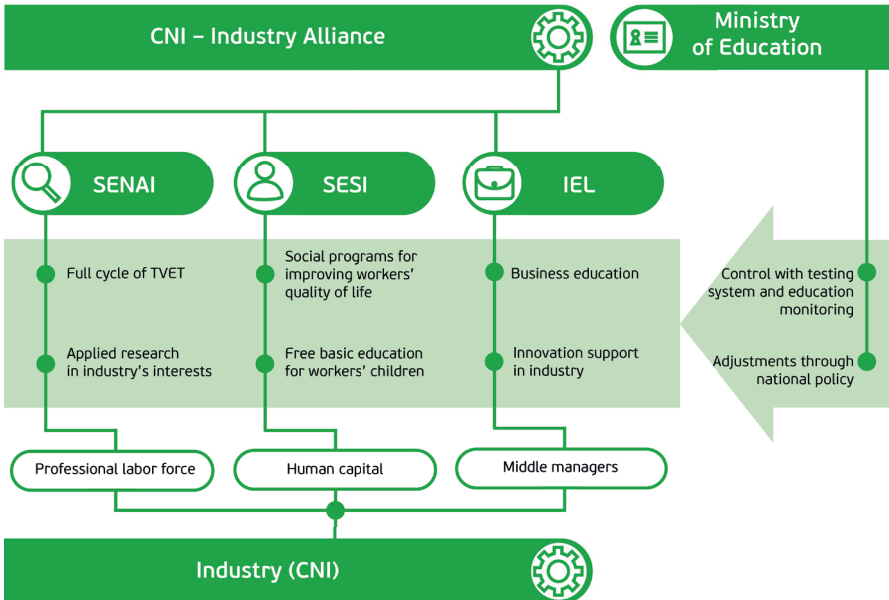 CNI – Industry Alliance
Ministry
of Education
SENAI
SESI
IEL
Full cycle of TVET
Applied research
in industry's interests
Social programs for
improving workers'
quality of life
Free basic education
for workers' children
Business education
Innovation support
in industry
Control with testing
system and education
monitoring
Adjustments through
national policy
Professional labor force
Human capital
Middle managers
Industry (CNI)